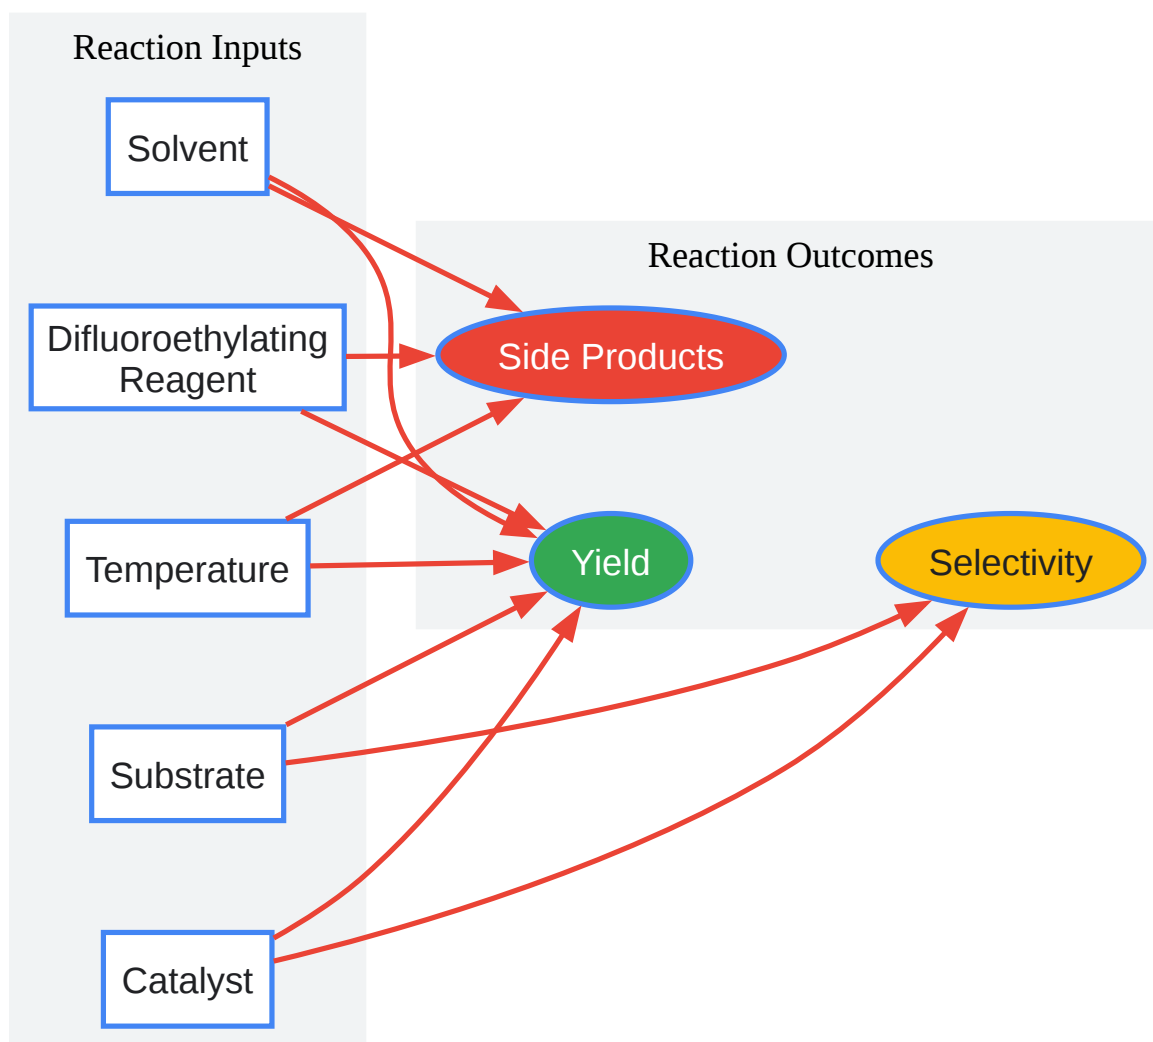 Reaction Inputs
Solvent
Difluoroethylating
Reagent
Temperature
Substrate
Catalyst
Reaction Outcomes
Side Products
Yield
Selectivity